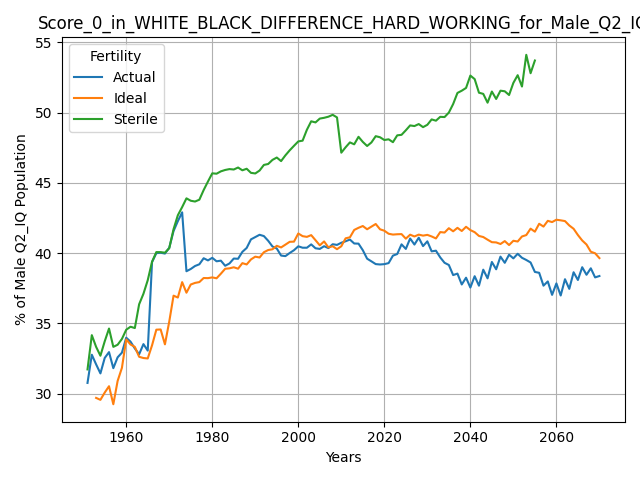 Score_0_in_WHITE_BLACK_DIFFERENCE_HARD_WORKING_for_Male_Q2_IQ
Fertility
Actual
Ideal
Sterile
55
50
45
40
35
30
% of Male Q2_IQ Population
1960
1980
2000
2020
2040
2060
Years